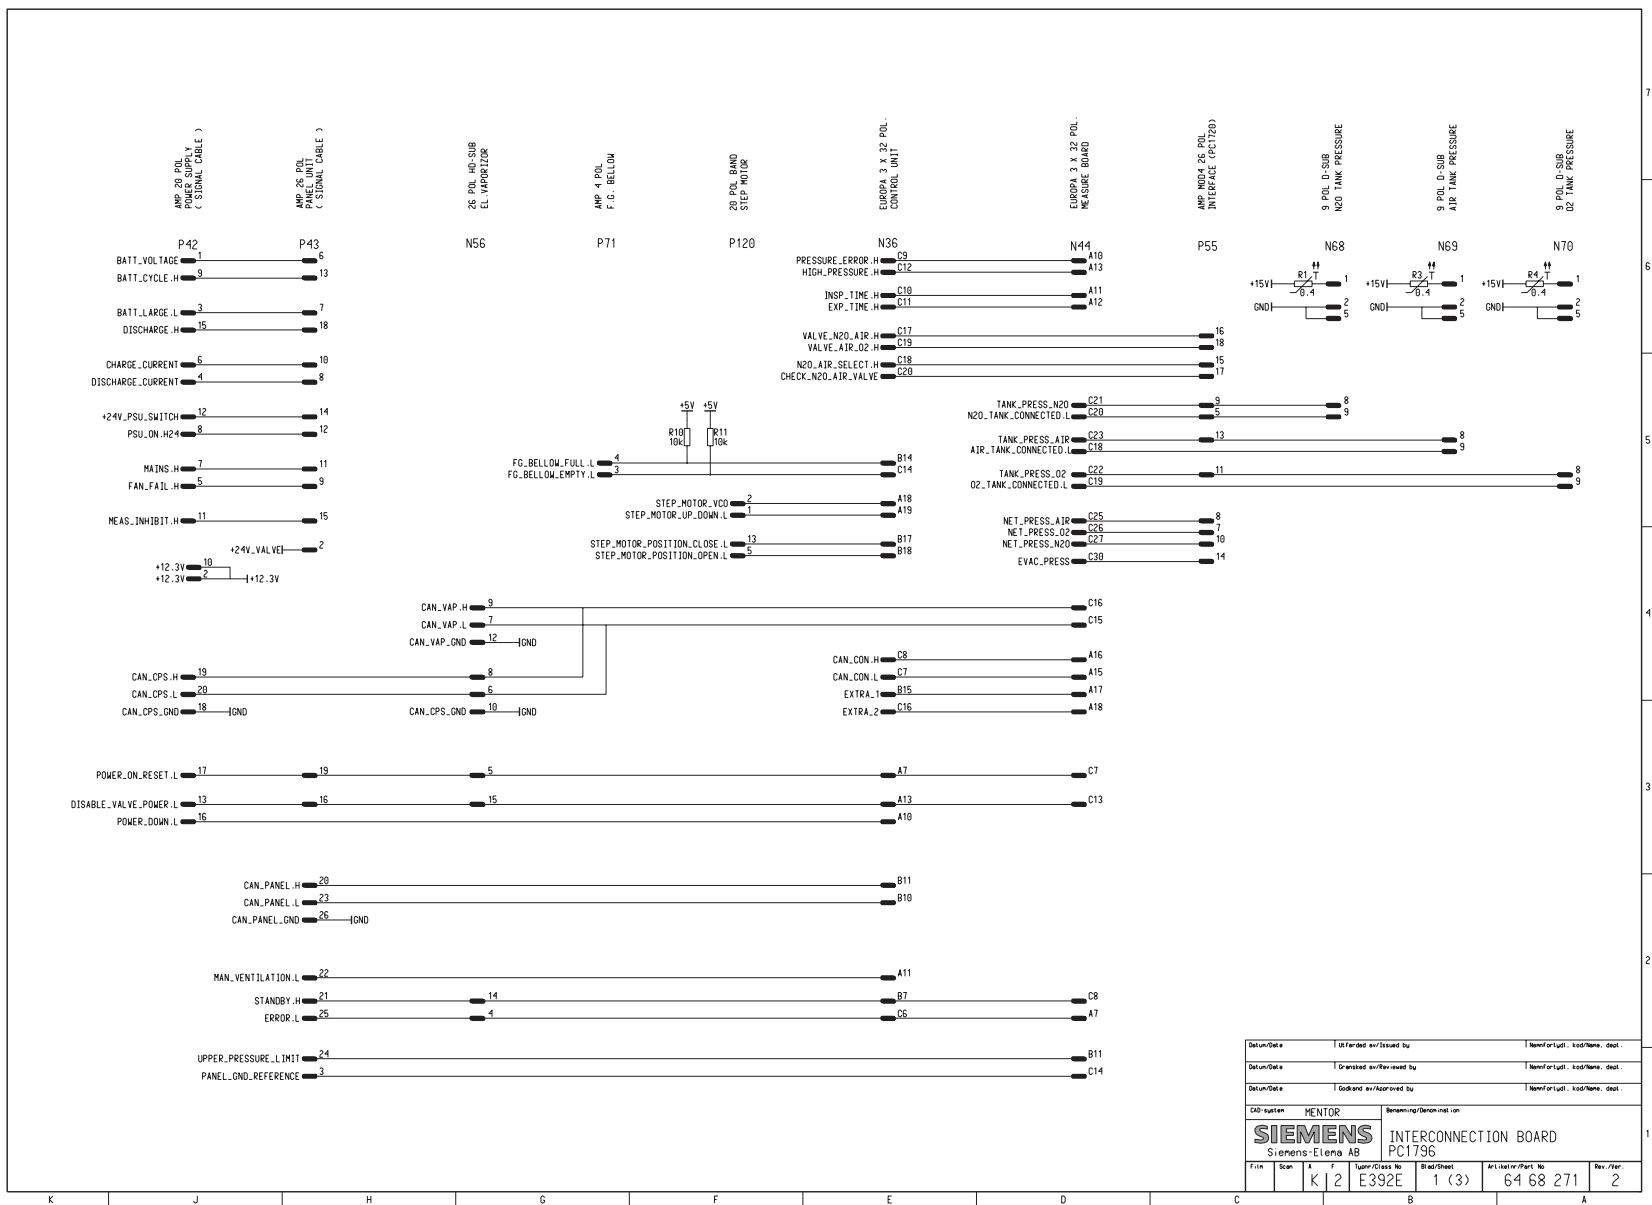 AMP 20 POL
POWER SUPPLY
( SIGNAL CABLE )
AMP 26 POL
PANEL UNIT
( SIGNAL CABLE )
26 POL HD-SUB
EL.VAPORIZOR
AMP 4 POL
F.G. BELLOW
20 POL BAND
STEP MOTOR
EUROPA 3 X 32 POL.
CONTROL UNIT
EUROPA 3 X 32 POL.
MEASURE BOARD
AMP MOD4 26 POL
INTERFACE (PC1720)
9 POL D-SUB
N2O TANK PRESSURE
9 POL D-SUB
AIR TANK PRESSURE
9 POL D-SUB
O2 TANK PRESSURE
P42 P43 N56 P71 P120 N36 N44 P55 N68 N69 N70
BATT_VOLTAGE 1 6
BATT_CYCLE.H 9 13
BATT_LARGE.L 3 7
DISCHARGE.H 15 18
CHARGE_CURRENT 6 10
DISCHARGE_CURRENT 4 8
+24V_PSU_SWITCH 12 14
PSU_ON.H24 8 12
MAINS.H 7 11
FAN_FAIL.H 5 9
MEAS_INHIBIT.H 11 15
+24V_VALVE 2
+12.3V 10
+12.3V 2 +12.3V
PRESSURE_ERROR.H C9 A10
HIGH_PRESSURE.H C12 A13
INSP_TIME.H C10 A11
EXP_TIME.H C11 A12
VALVE_N2O_AIR.H C17 16
VALVE_AIR_O2.H C19 18
N2O_AIR_SELECT.H C18 15
CHECK_N2O_AIR_VALVE C20 17
+15V R1 T 0.4 1
GND 2
5
+15V R3 T 0.4 1
GND 2
5
+15V R4 T 0.4 1
GND 2
5
TANK_PRESS_N2O C21 9 8
N2O_TANK_CONNECTED.L C20 5 9
TANK_PRESS_AIR C23 13 8
AIR_TANK_CONNECTED.L C18 9
TANK_PRESS_O2 C22 11 8
O2_TANK_CONNECTED.L C19 9
NET_PRESS_AIR C25 8
NET_PRESS_O2 C26 7
NET_PRESS_N2O C27 10
EVAC_PRESS C30 14
+5V +5V
R10 R11
10k 10k
FG_BELLOW_FULL.L 4 B14
FG_BELLOW_EMPTY.L 3 C14
STEP_MOTOR_VCO 2 A18
STEP_MOTOR_UP_DOWN.L 1 A19
STEP_MOTOR_POSITION_CLOSE.L 13 B17
STEP_MOTOR_POSITION_OPEN.L 5 B18
CAN_VAP.H 9 C16
CAN_VAP.L 7 C15
CAN_VAP_GND 12 GND
CAN_CON.H C8 A16
CAN_CON.L C7 A15
EXTRA_1 B15 A17
EXTRA_2 C16 A18
CAN_CPS.H 19 8
CAN_CPS.L 20 6
CAN_CPS_GND 18 GND
CAN_CPS_GND 10 GND
POWER_ON_RESET.L 17 19 5 A7 C7
DISABLE_VALVE_POWER.L 13 16 15 A13 C13
POWER_DOWN.L 16 A10
CAN_PANEL.H 20 B11
CAN_PANEL.L 23 B10
CAN_PANEL_GND 26 GND
MAN_VENTILATION.L 22 A11
STANDBY.H 21 14 B7 C8
ERROR.L 25 4 C6 A7
UPPER_PRESSURE_LIMIT 24 B11
PANEL_GND_REFERENCE 3 C14
7
6
5
4
3
2
1
Datum/Date Utfardad av/Issued by Namnfortydl. kod/Name. dept.
Datum/Date Granskad av/Reviewed by Namnfortydl. kod/Name. dept.
Datum/Date Godkand av/Approved by Namnfortydl. kod/Name. dept.
CAD-system MENTOR
Benamning/Denomination
SIEMENS
Siemens-Elema AB
INTERCONNECTION BOARD
PC1796
Film Scan A F Typnr/Class No Blad/Sheet Artikelnr/Part No Rev./Ver.
K 2 E392E 1 (3) 64 68 271 2
K J H G F E D C B A